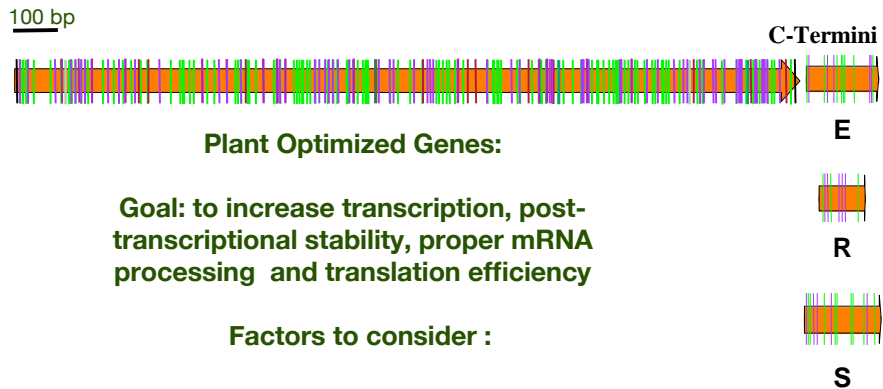 100 bp
C-Termini
E
Plant Optimized Genes:
R
Goal: to increase transcription, post-
transcriptional stability, proper mRNA
processing and translation efficiency
Factors to consider :
S